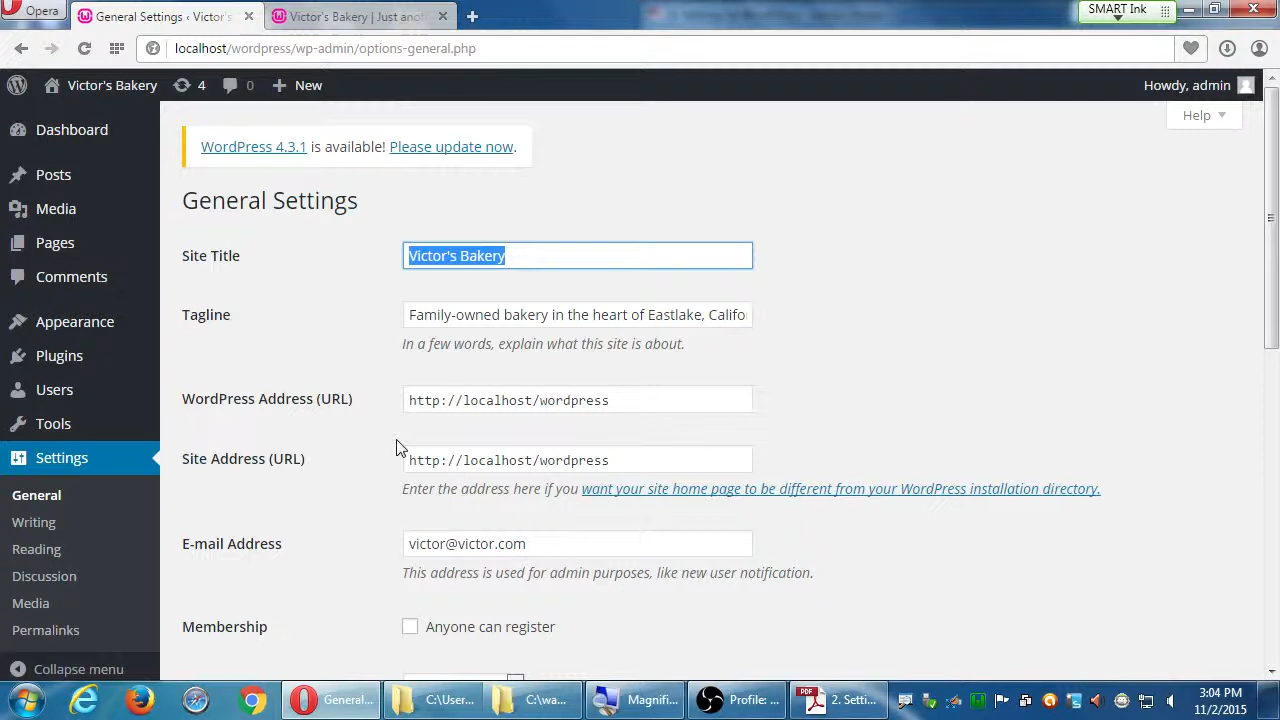 Opera
General Settings ‹ Victor's
Victor's Bakery | Just anot
SMART Ink
localhost/wordpress/wp-admin/options-general.php
Victor's Bakery
4
0
New
Howdy, admin
Help
Dashboard
Posts
Media
Pages
Comments
Appearance
Plugins
Users
Tools
Settings
General
Writing
Reading
Discussion
Media
Permalinks
Collapse menu
WordPress 4.3.1 is available! Please update now.
General Settings
Site Title
Victor's Bakery
Tagline
Family-owned bakery in the heart of Eastlake, Califo
In a few words, explain what this site is about.
WordPress Address (URL)
http://localhost/wordpress
Site Address (URL)
http://localhost/wordpress
Enter the address here if you want your site home page to be different from your WordPress installation directory.
E-mail Address
victor@victor.com
This address is used for admin purposes, like new user notification.
Membership
Anyone can register
General...
C:\User...
C:\wa...
Magnifi...
Profile: ...
PDF
2. Setti...
3:04 PM
11/2/2015